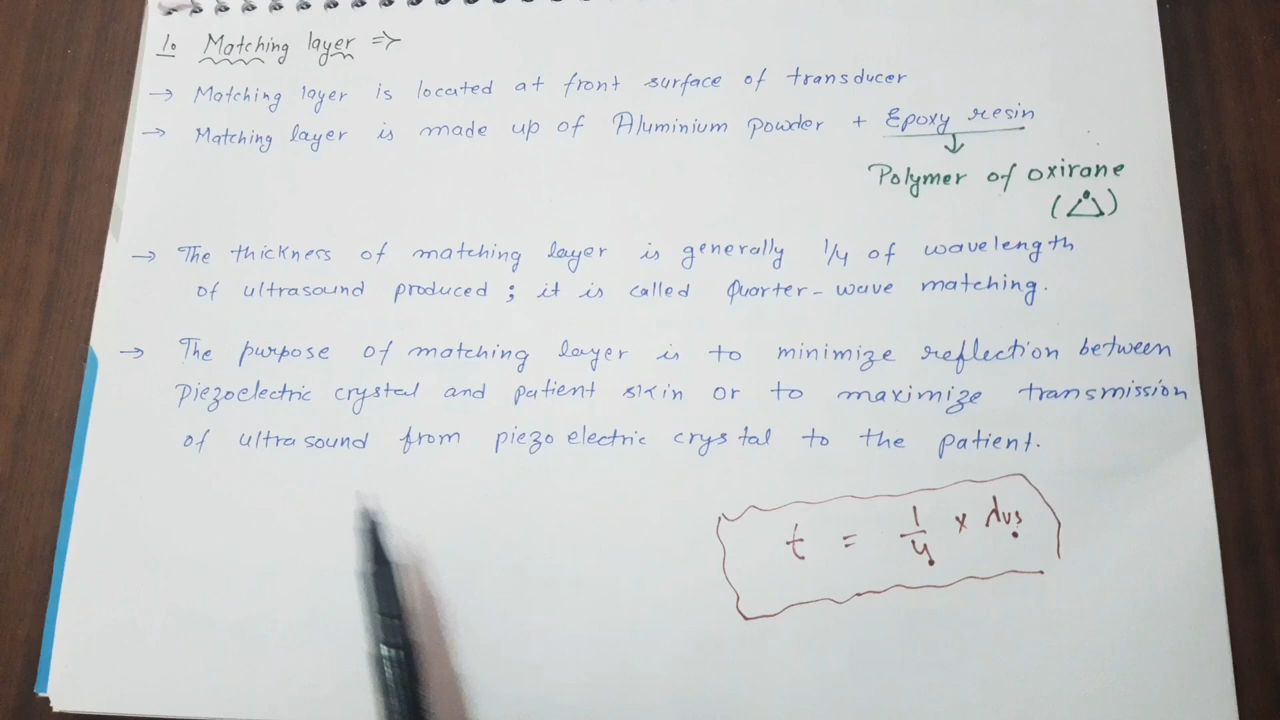 1. Matching layer ⇒
→ Matching layer is located at front surface of transducer
→ Matching layer is made up of Aluminium Powder + Epoxy resin
↓
Polymer of oxirane
(△)
→ The thickness of matching layer is generally 1/4 of wavelength
of ultrasound produced ; it is called Quarter-wave matching.
→ The purpose of matching layer is to minimize reflection between
Piezoelectric crystal and patient skin or to maximize transmission
of ultrasound from piezo electric crystal to the patient.
t = 1/4 × λus